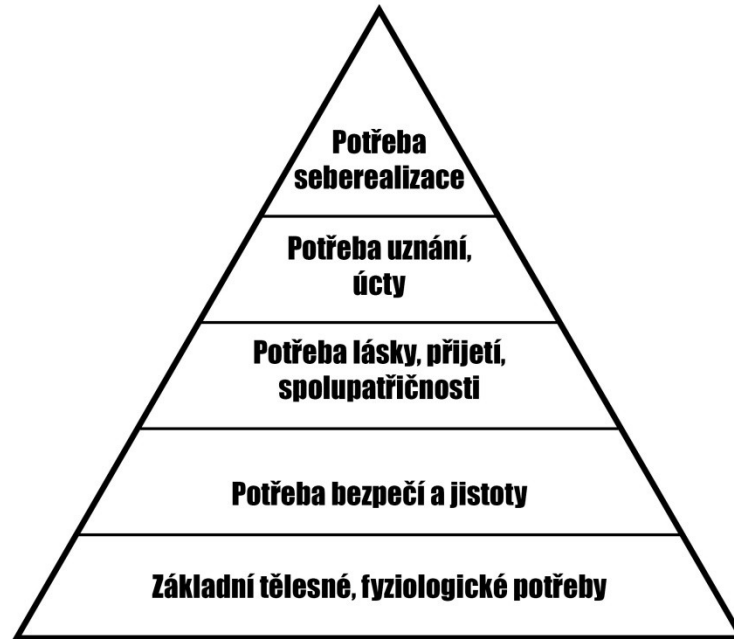 Potřeba
seberealizace
Potřeba uznání,
úcty
Potřeba lásky, přijetí,
spolupatřičnosti
Potřeba bezpečí a jistoty
Základní tělesné, fyziologické potřeby